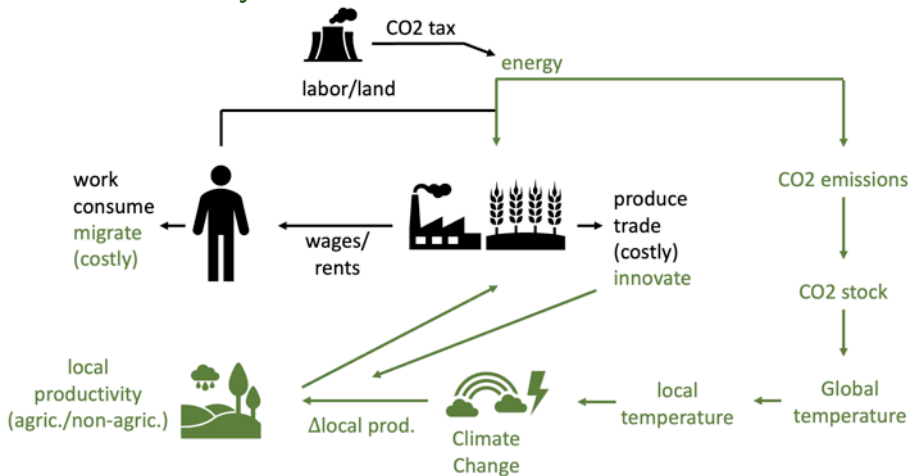 CO2 tax
energy
labor/land
work
consume
migrate
(costly)
wages/
rents
produce
trade
(costly)
innovate
CO2 emissions
CO2 stock
Global
temperature
local
temperature
Climate
Change
Δlocal prod.
local
productivity
(agric./non-agric.)